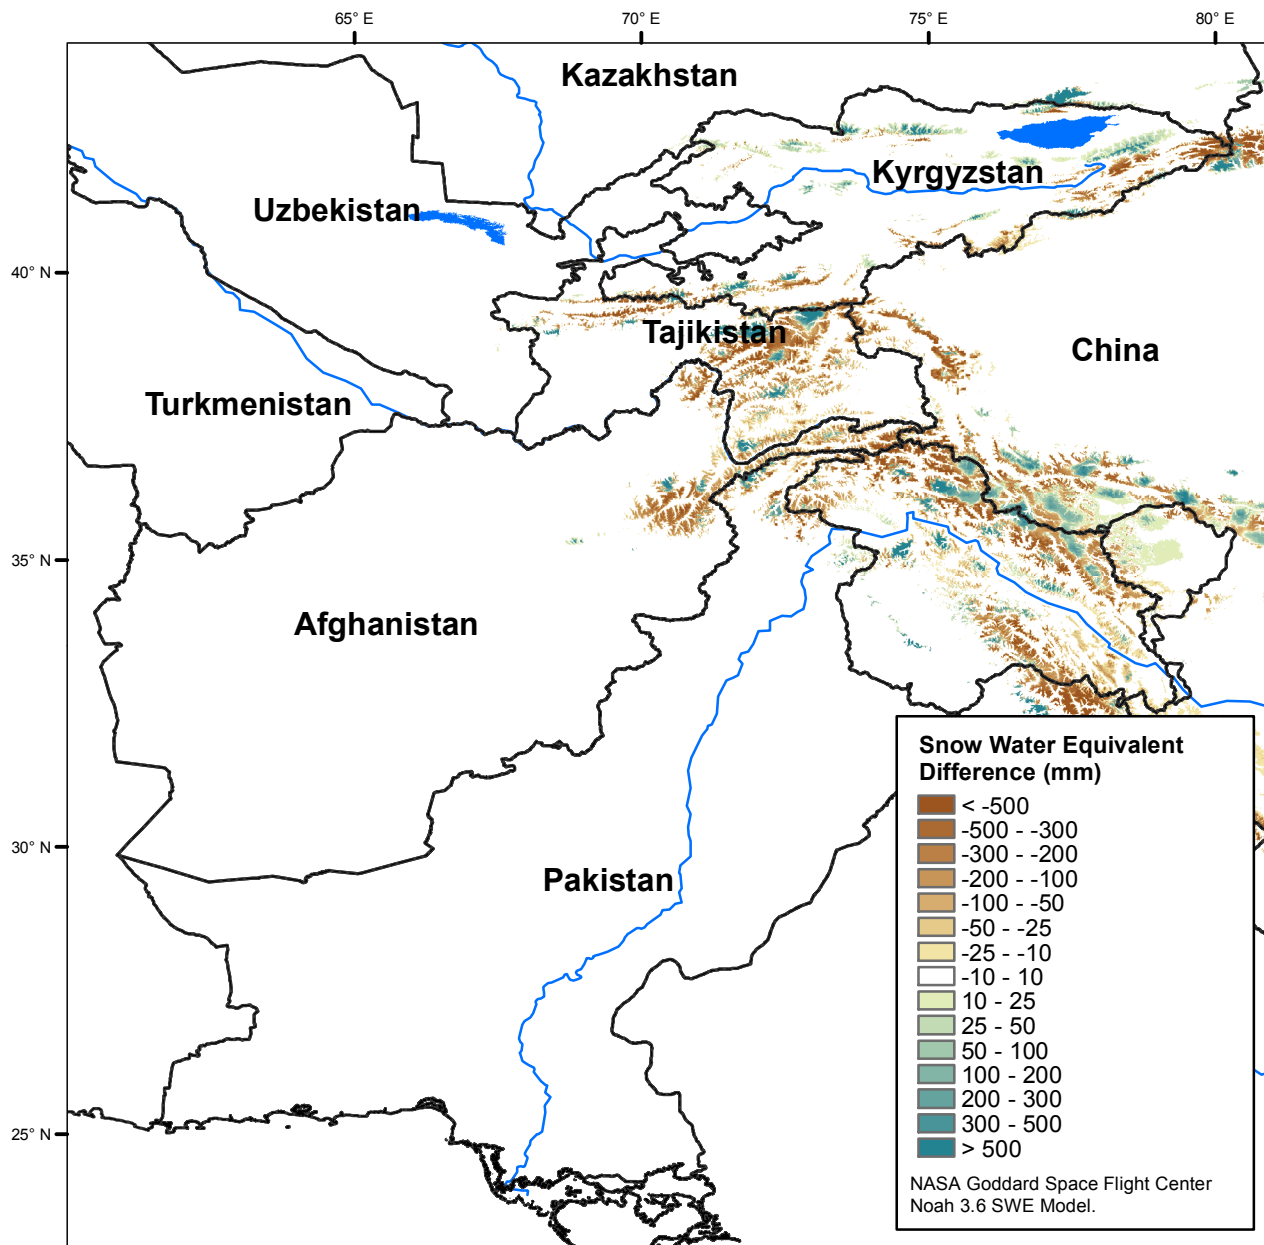 65° E
70° E
75° E
80° E
Kazakhstan
Kyrgyzstan
Uzbekistan
40° N
Tajikistan
China
Turkmenistan
35° N
Afghanistan
30° N
Pakistan
25° N
Snow Water Equivalent
Difference (mm)
< -500
-500 - -300
-300 - -200
-200 - -100
-100 - -50
-50 - -25
-25 - -10
-10 - 10
10 - 25
25 - 50
50 - 100
100 - 200
200 - 300
300 - 500
> 500
NASA Goddard Space Flight Center
Noah 3.6 SWE Model.